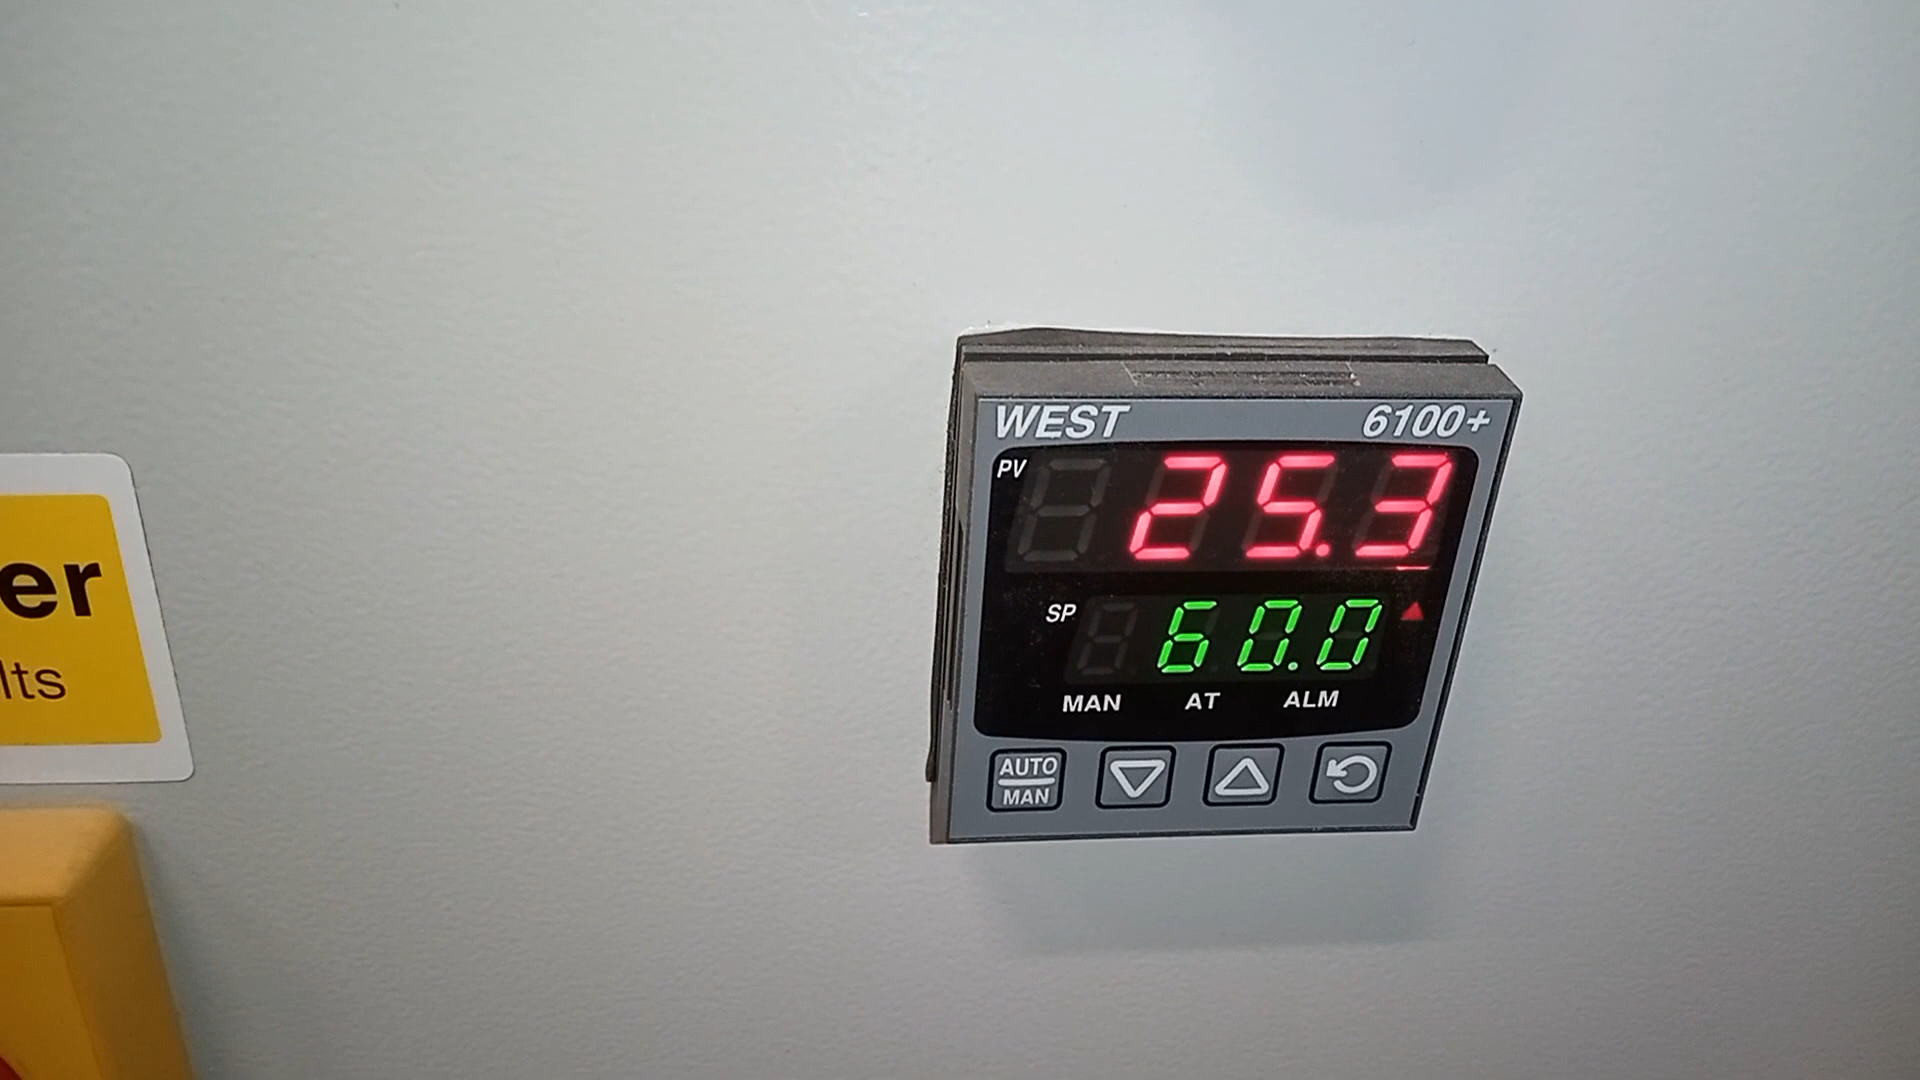 WEST 6100+
PV 25.3
SP 60.0
MAN AT ALM
AUTO
MAN
er
lts